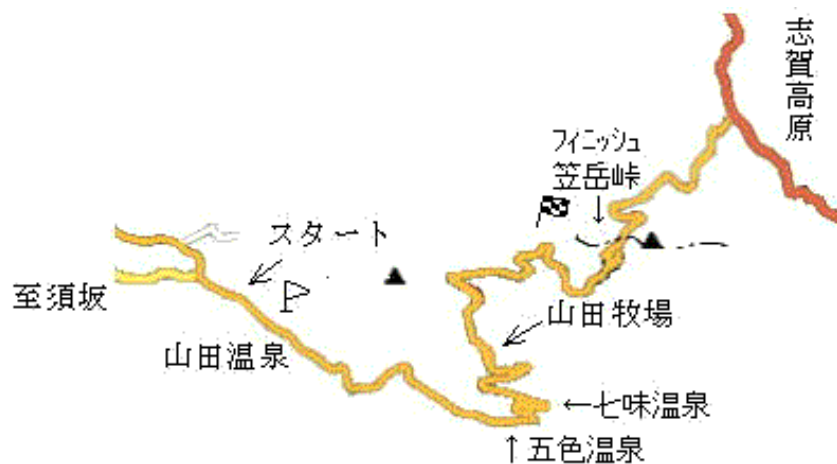 志賀高原
フィニッシュ
笠岳峠
スタート
至須坂
山田牧場
山田温泉
←七味温泉
↑五色温泉